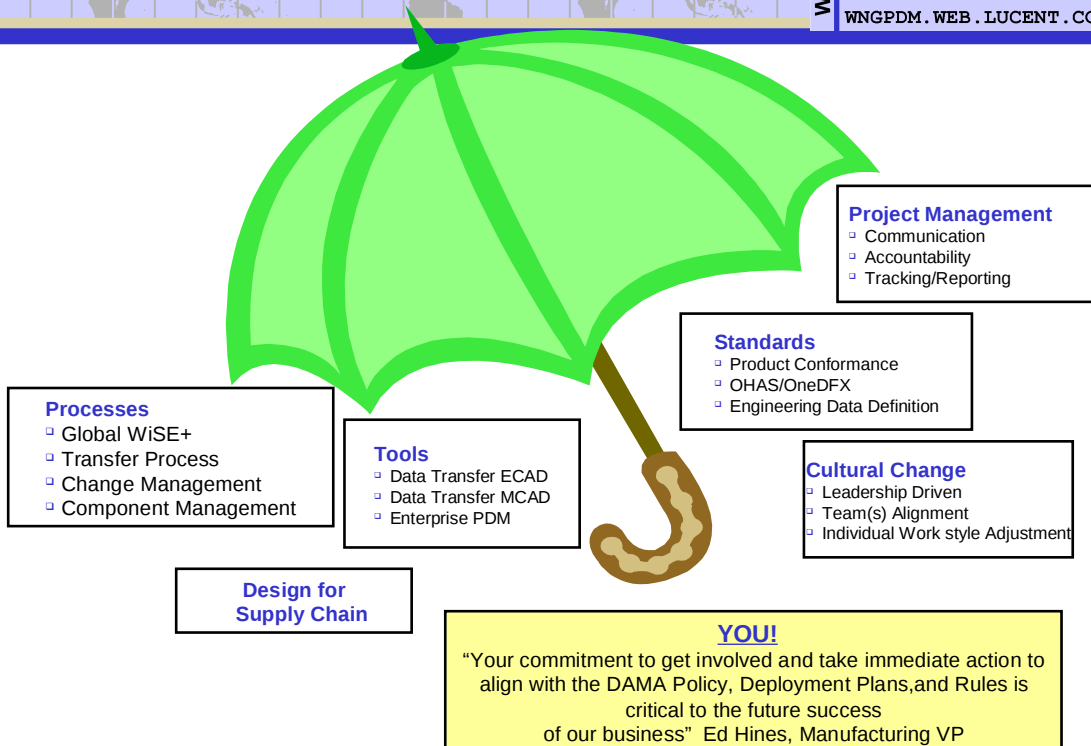 WNGPDM.WEB.LUCENT.CO
Project Management
Communication
Accountability
Tracking/Reporting
Standards
Product Conformance
OHAS/OneDFX
Engineering Data Definition
Processes
Global WiSE+
Transfer Process
Change Management
Component Management
Tools
Data Transfer ECAD
Data Transfer MCAD
Enterprise PDM
Cultural Change
Leadership Driven
Team(s) Alignment
Individual Work style Adjustment
Design for
Supply Chain
YOU!
“Your commitment to get involved and take immediate action to
align with the DAMA Policy, Deployment Plans,and Rules is
critical to the future success
of our business” Ed Hines, Manufacturing VP